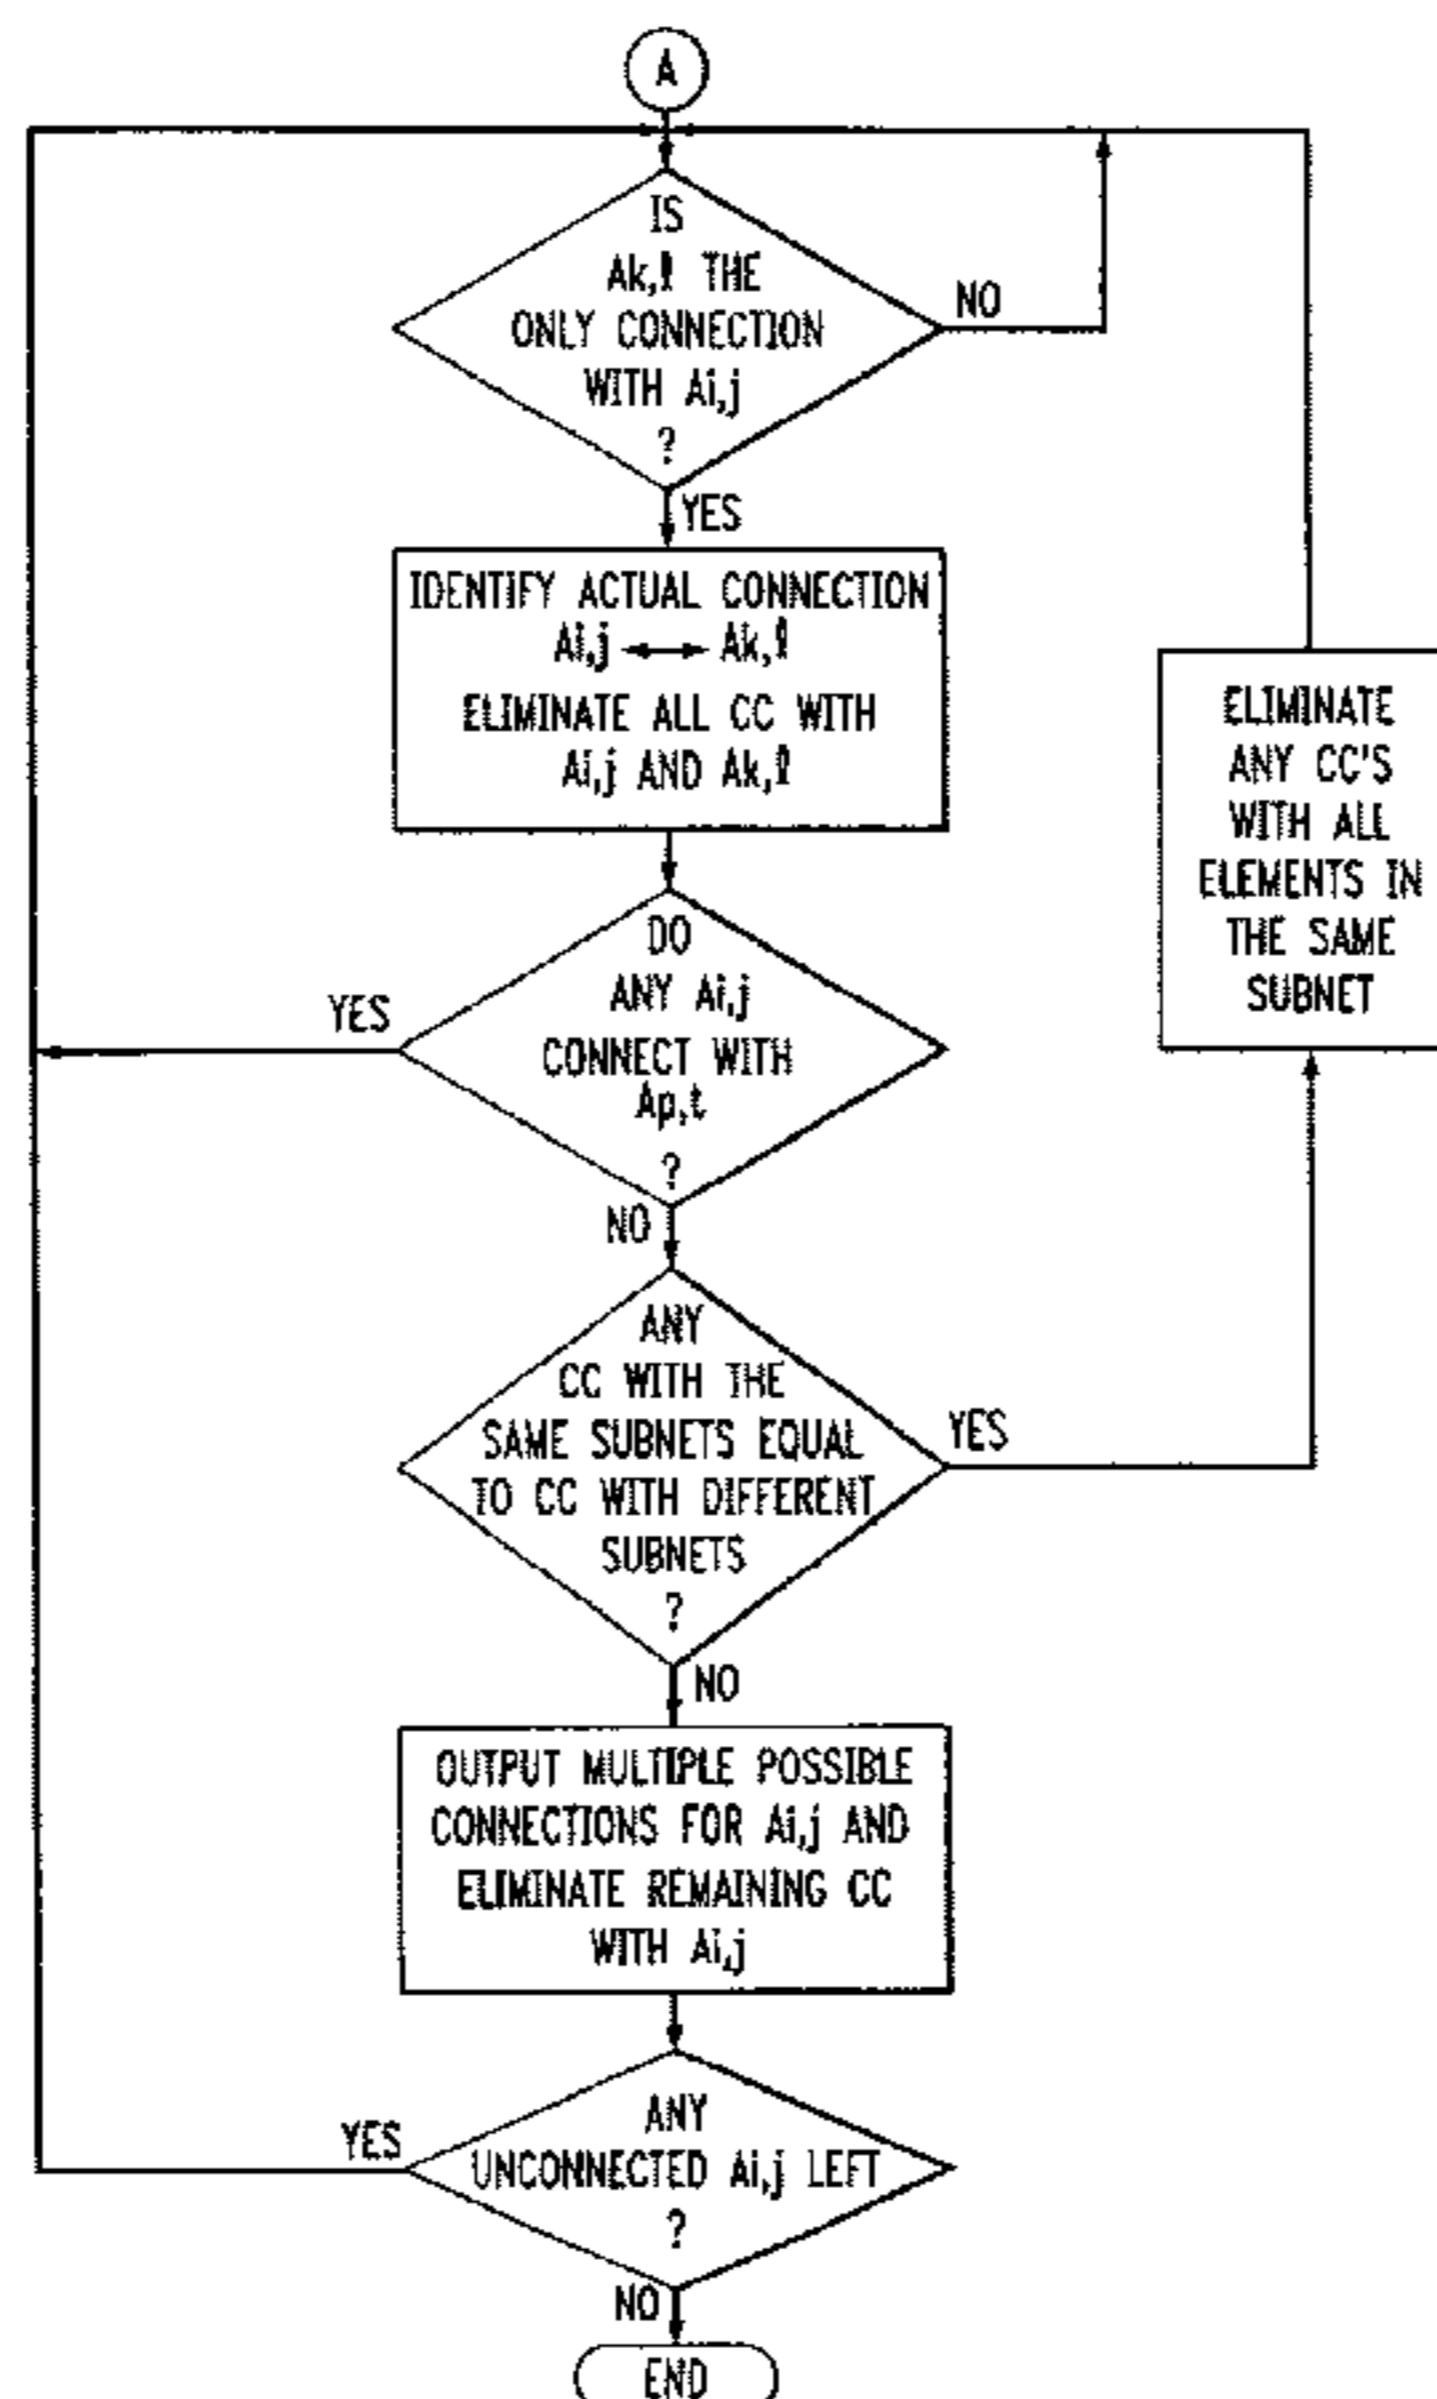 A
IS
Ak,l THE
ONLY CONNECTION
WITH Ai,j
?
NO
YES
IDENTIFY ACTUAL CONNECTION
Ai,j ↔ Ak,l
ELIMINATE ALL CC WITH
Ai,j AND Ak,l
ELIMINATE
ANY CC'S
WITH ALL
ELEMENTS IN
THE SAME
SUBNET
DO
ANY Ai,j
CONNECT WITH
Ap,t
?
YES
NO
ANY
CC WITH THE
SAME SUBNETS EQUAL
TO CC WITH DIFFERENT
SUBNETS
?
YES
NO
OUTPUT MULTIPLE POSSIBLE
CONNECTIONS FOR Ai,j AND
ELIMINATE REMAINING CC
WITH Ai,j
ANY
UNCONNECTED Ai,j LEFT
?
YES
NO
END